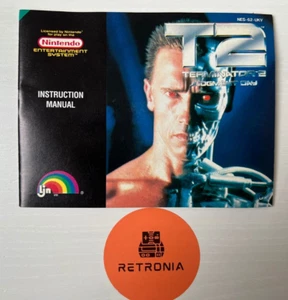 Licensed by Nintendo
for play on the
Nintendo
ENTERTAINMENT
SYSTEM
INSTRUCTION
MANUAL
NES-A2-UKV
T2
TERMINATOR 2
JUDGMENT DAY
LJN
RETRONIA